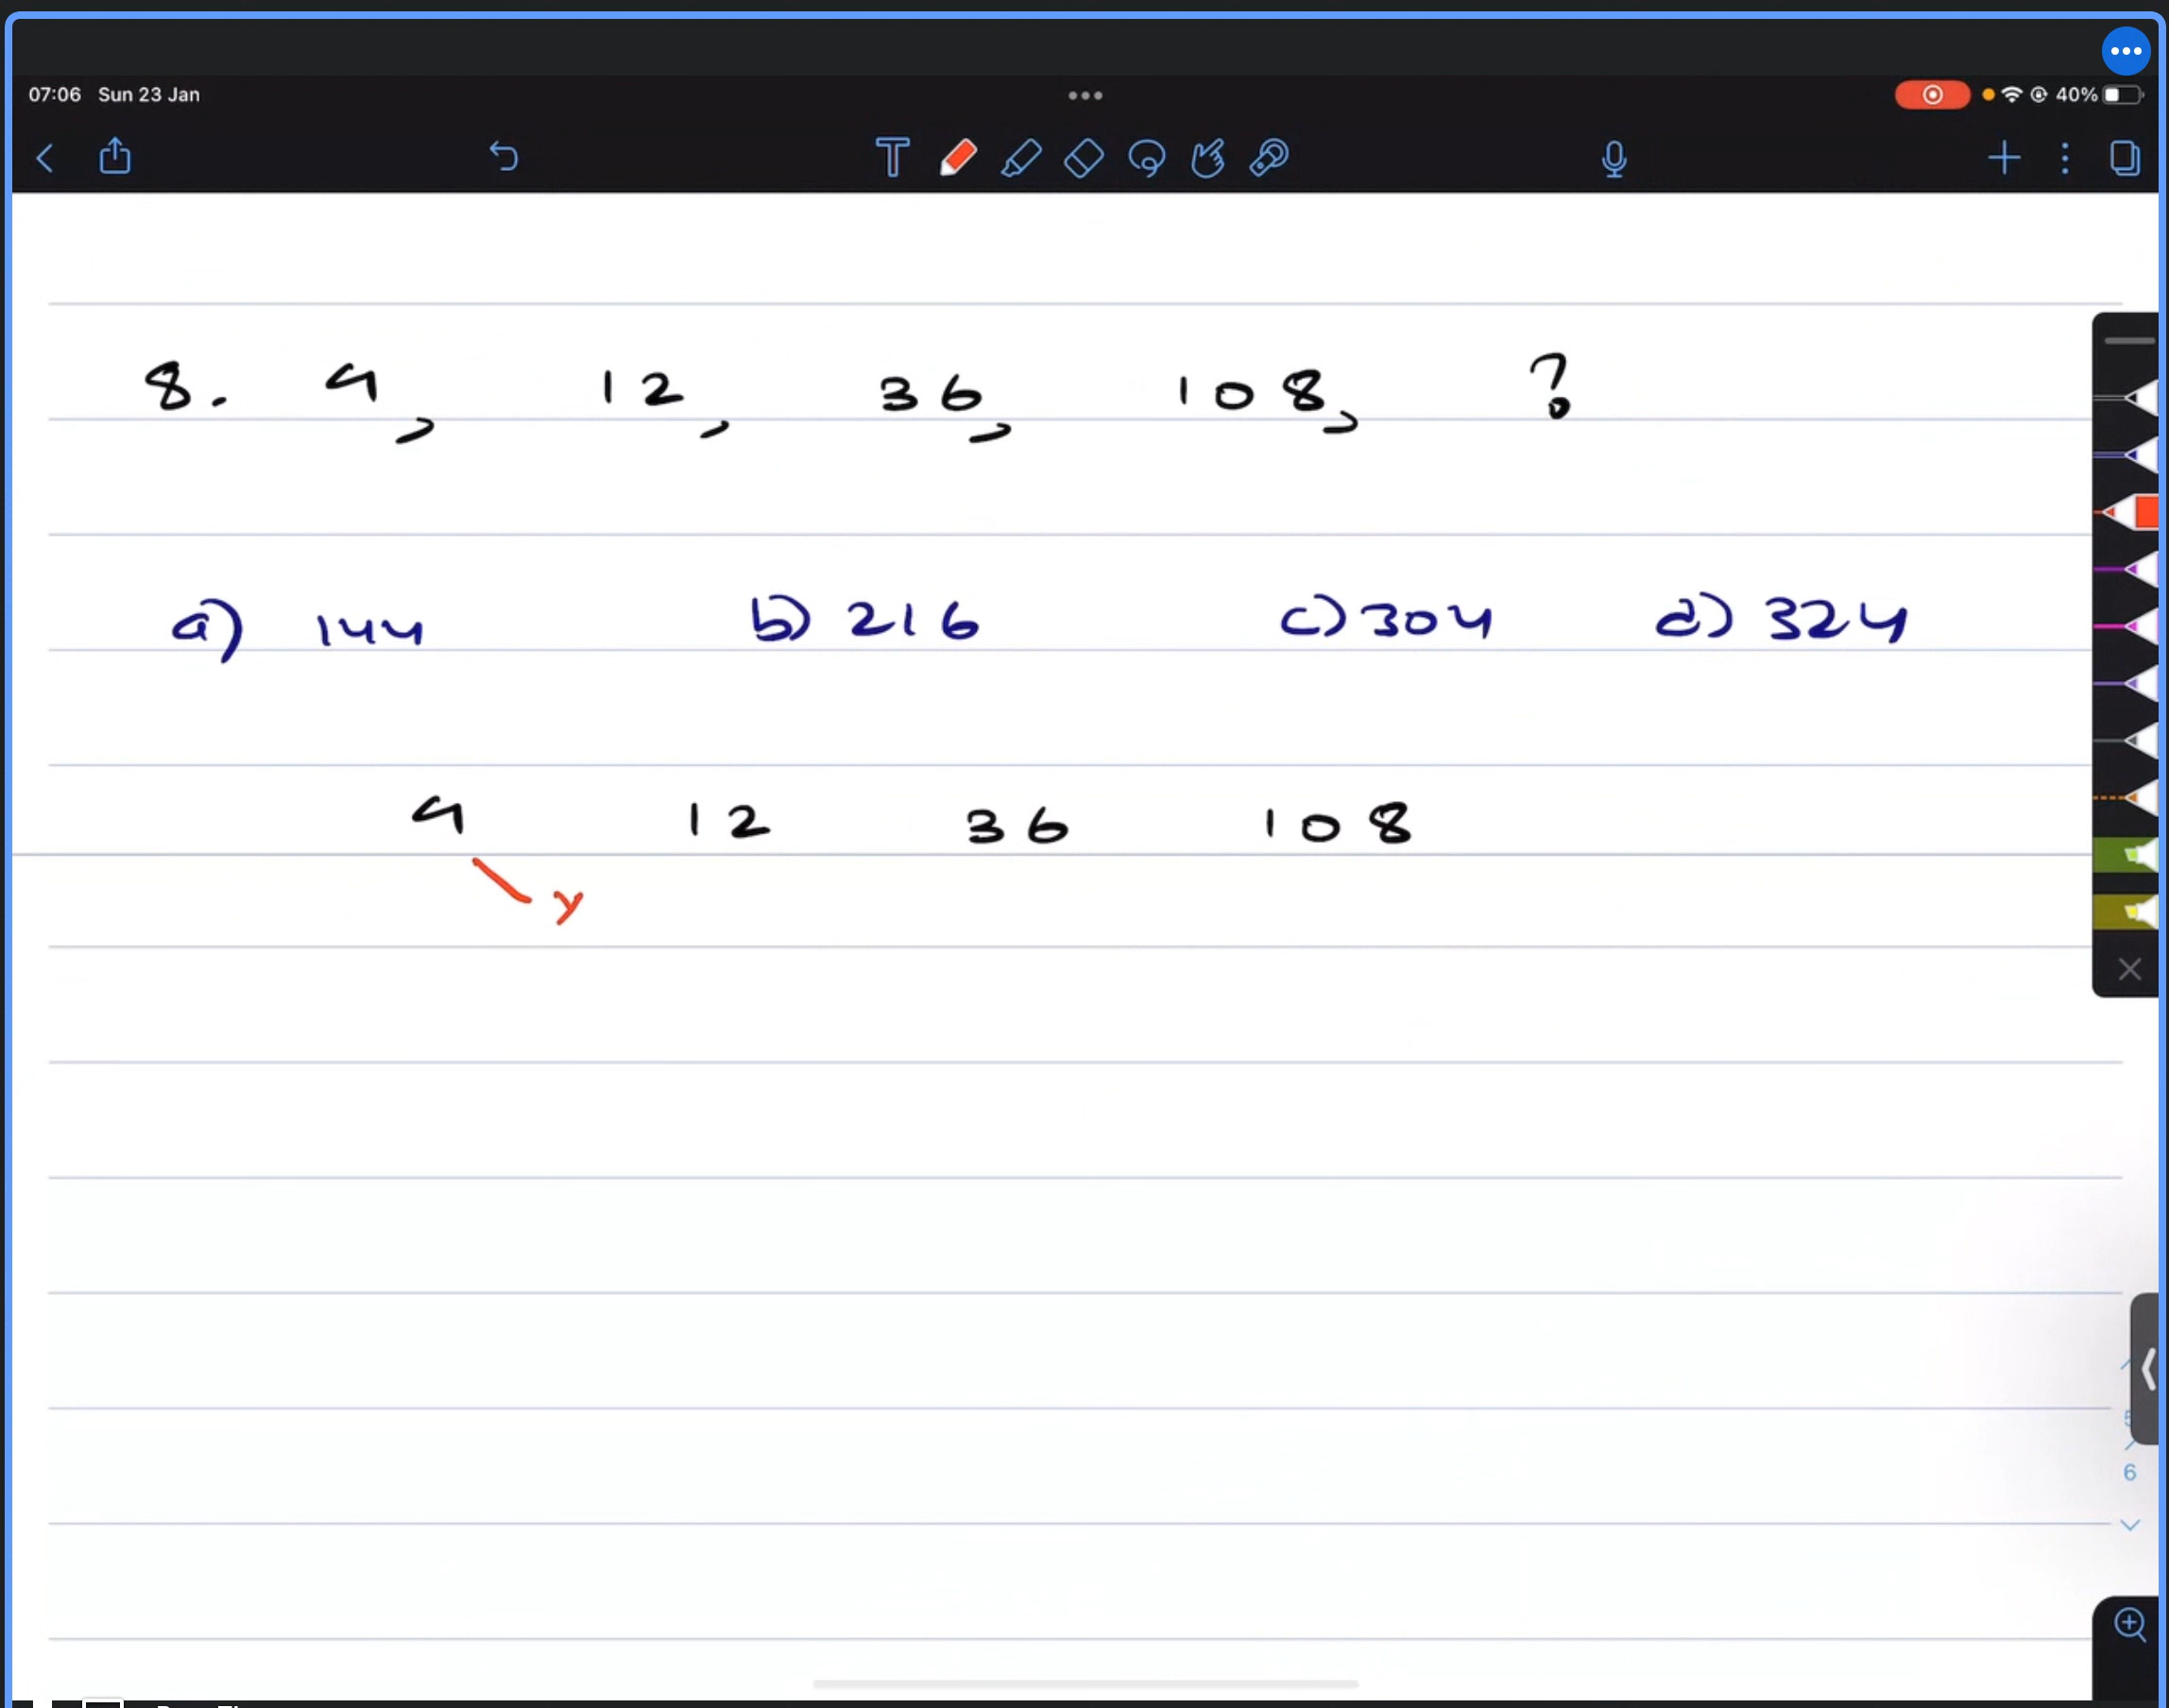 07:06 Sun 23 Jan
40%
8. 4, 12, 36, 108, ?
a) 144 b) 216 c) 304 d) 324
4 12 36 108
x
6